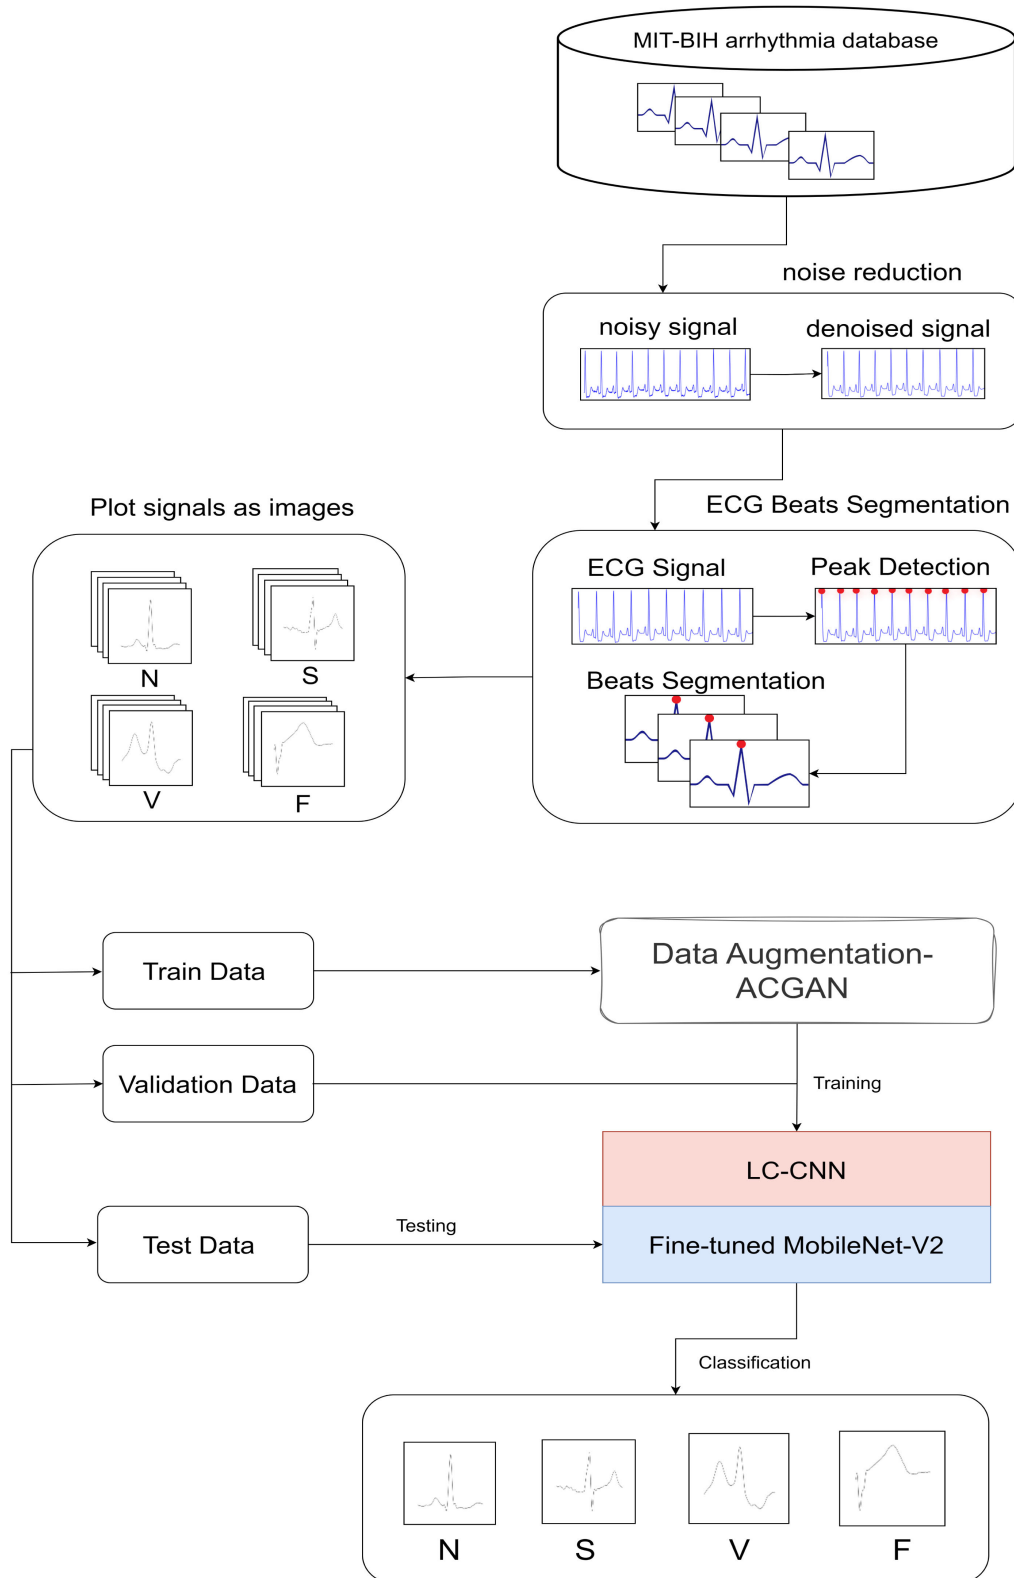 MIT-BIH arrhythmia database
noise reduction
noisy signal
denoised signal
ECG Beats Segmentation
ECG Signal
Peak Detection
Beats Segmentation
Plot signals as images
N
S
V
F
Train Data
Data Augmentation-
ACGAN
Validation Data
Training
LC-CNN
Test Data
Testing
Fine-tuned MobileNet-V2
Classification
N
S
V
F